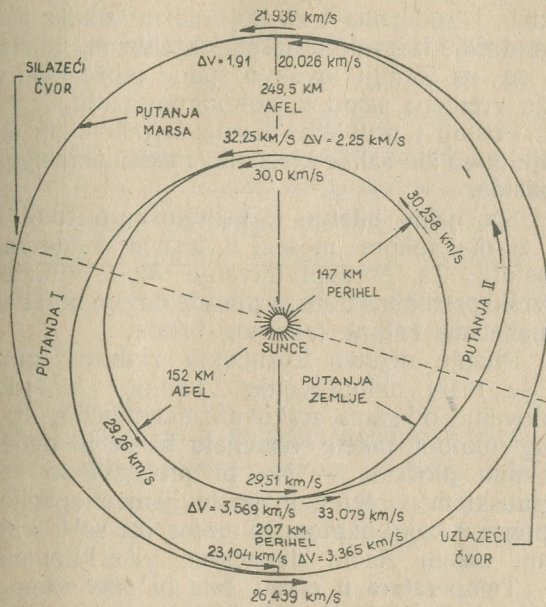 21,936 km/s
ΔV = 1,91
20,026 km/s
SILAZEĆI
ČVOR
249,5 KM
AFEL
PUTANJA
MARSA
32,25 KM/s ΔV = 2,25 KM/s
30,0 km/s
30,258 km/s
147 KM
PERIHEL
PUTANJA I
PUTANJA II
SUNCE
152 KM
AFEL
PUTANJA
ZEMLJE
29,26 km/s
29,51 km/s
ΔV = 3,569 km/s
33,079 km/s
207 KM
PERIHEL
23,104 km/s
ΔV = 3,365 km/s
UZLAZEĆI
ČVOR
26,439 km/s